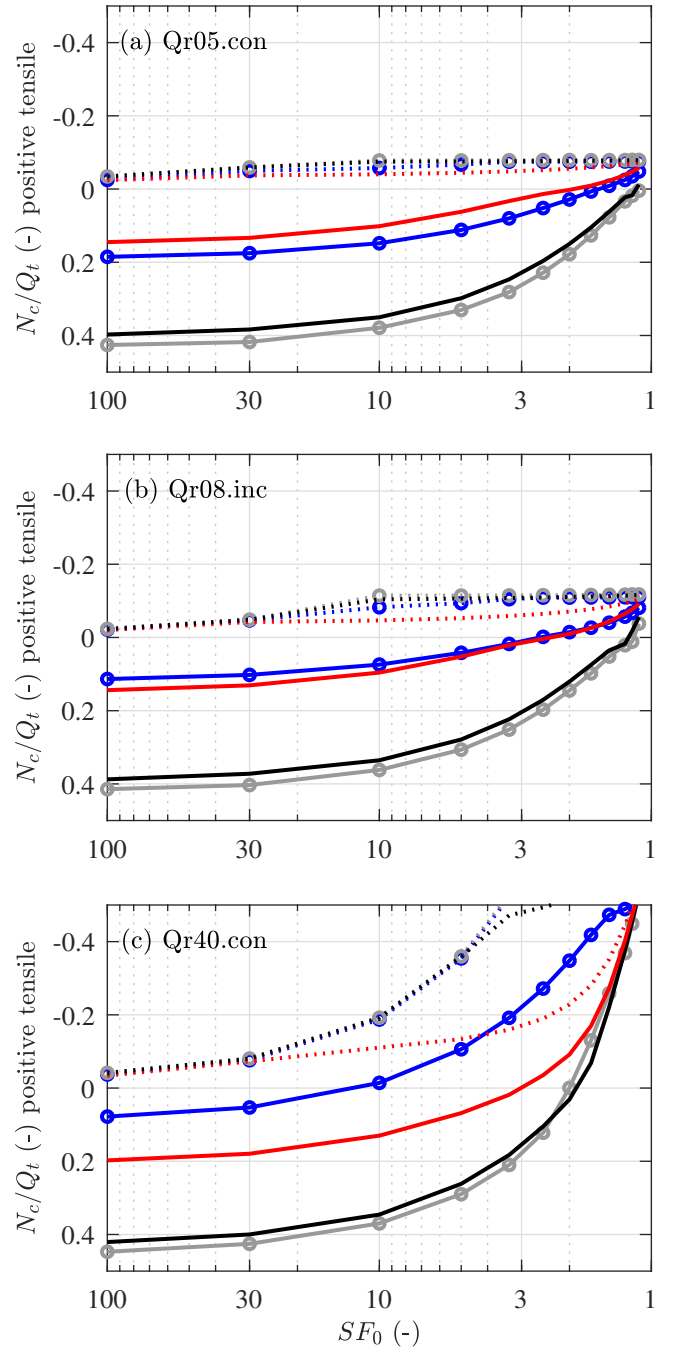 (a) Qr05.con
N_c/Q_t (-) positive tensile
-0.4
-0.2
0
0.2
0.4
100 30 10 3 1
(b) Qr08.inc
N_c/Q_t (-) positive tensile
-0.4
-0.2
0
0.2
0.4
100 30 10 3 1
(c) Qr40.con
N_c/Q_t (-) positive tensile
-0.4
-0.2
0
0.2
0.4
100 30 10 3 1
SF_0 (-)